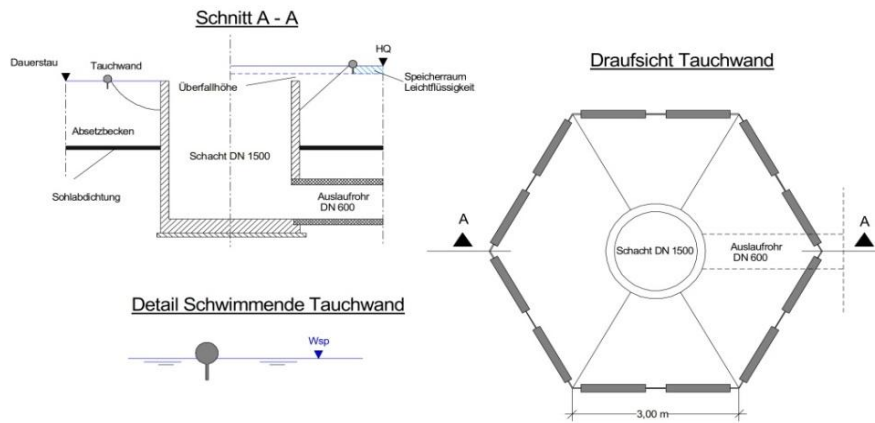 Schnitt A - A
Dauerstau
Tauchwand
HQ
Überfallhöhe
Speicherraum
Leichtflüssigkeit
Absetzbecken
Schacht DN 1500
Sohlabdichtung
Auslaufrohr
DN 600
Detail Schwimmende Tauchwand
Wsp
Draufsicht Tauchwand
A
A
Schacht DN 1500
Auslaufrohr
DN 600
3,00 m